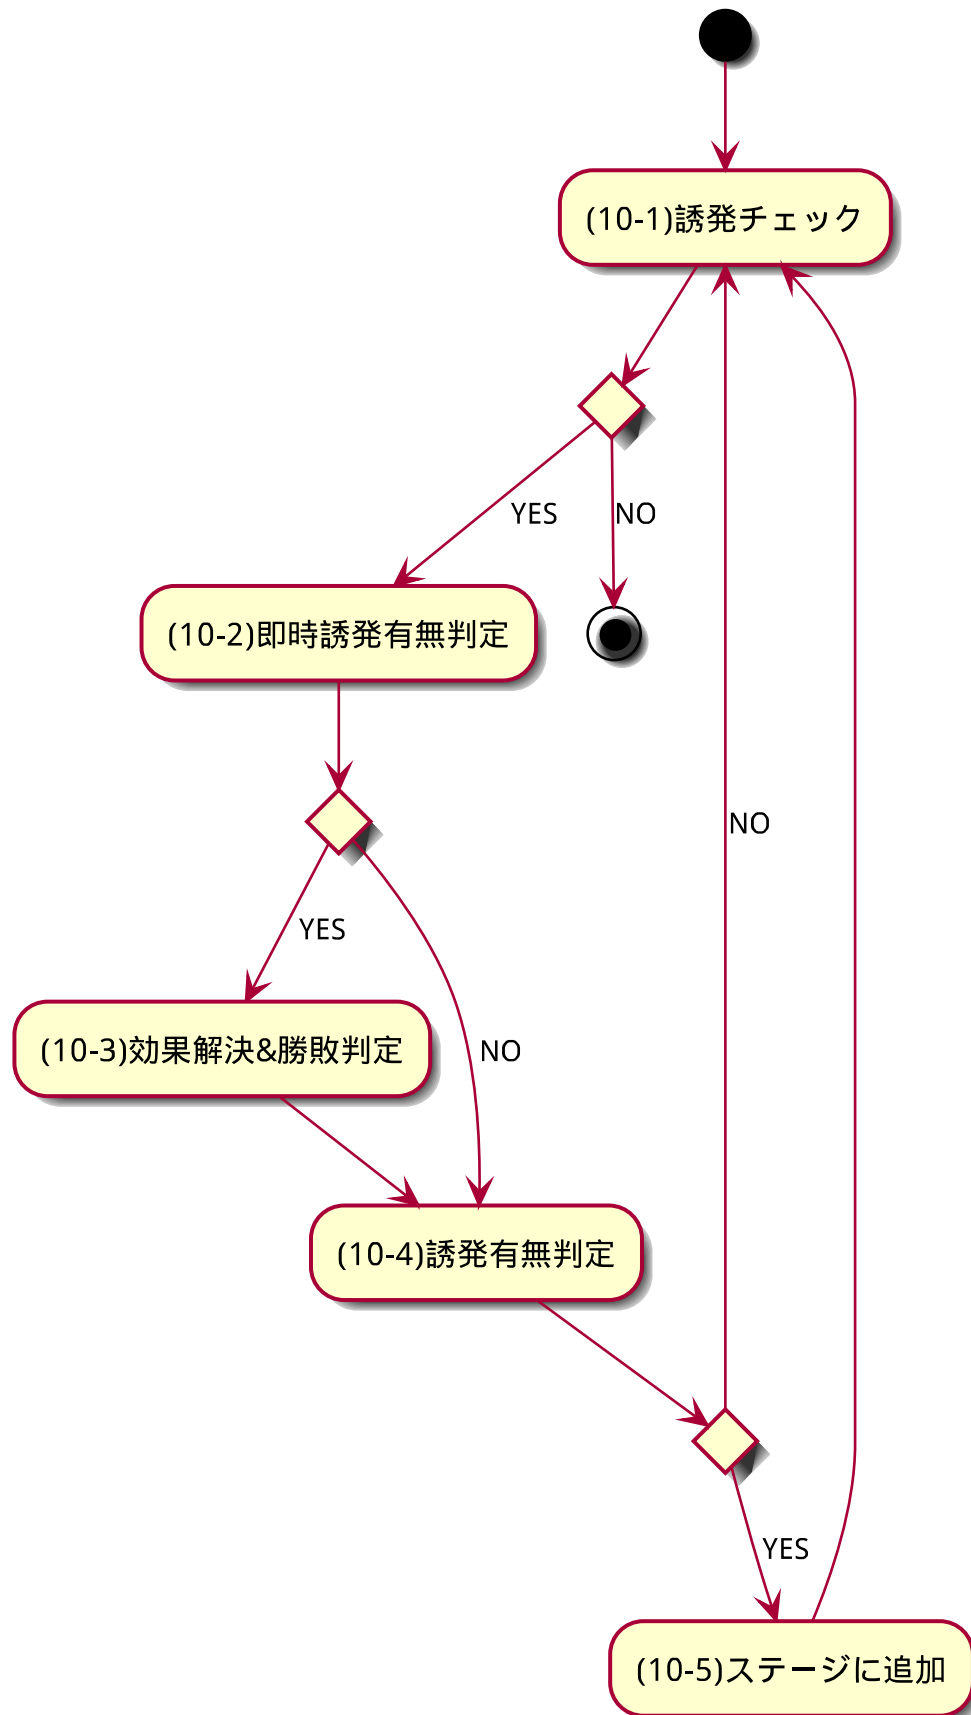 (10-1)誘発チェック
YES
NO
(10-2)即時誘発有無判定
NO
YES
(10-3)効果解決&勝敗判定
NO
(10-4)誘発有無判定
YES
(10-5)ステージに追加